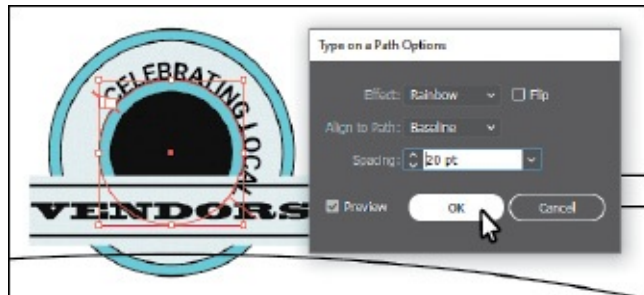 CELEBRATING LOCAL
VENDORS
Type on a Path Options
Effect: Rainbow Flip
Align to Path: Baseline
Spacing: 20 pt
Preview OK Cancel